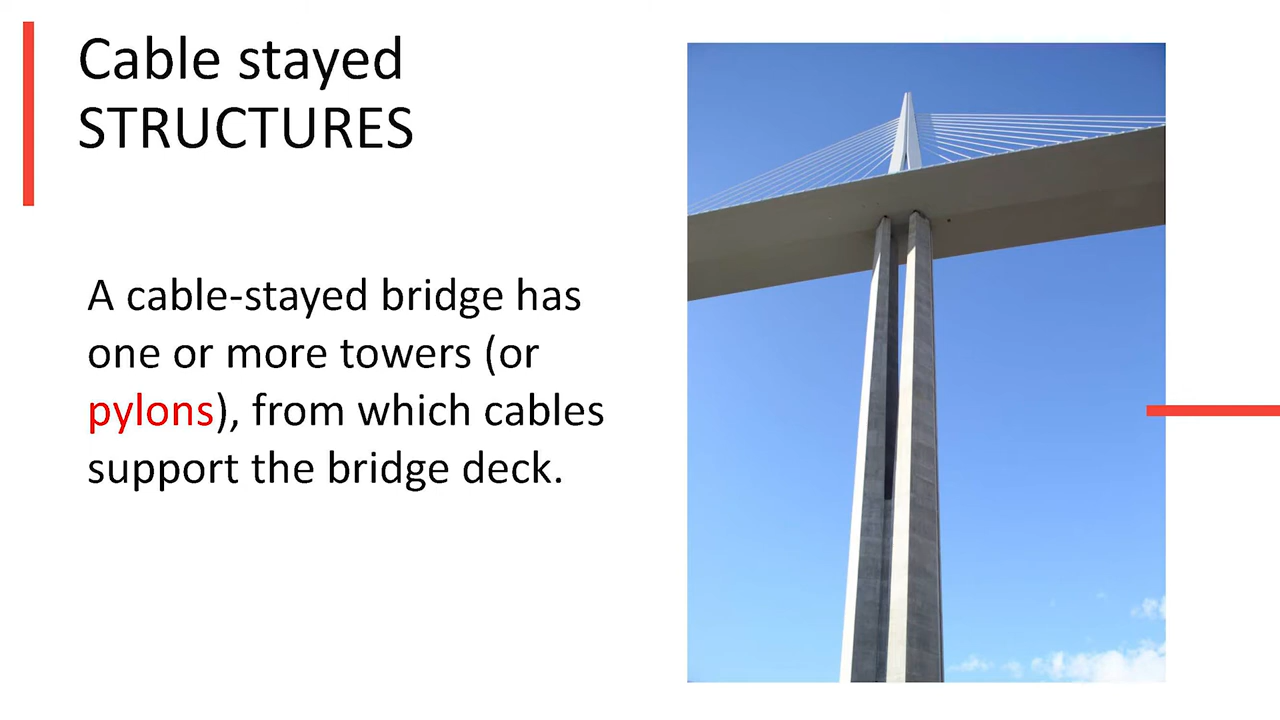 Cable stayed
STRUCTURES
A cable-stayed bridge has
one or more towers (or
pylons), from which cables
support the bridge deck.